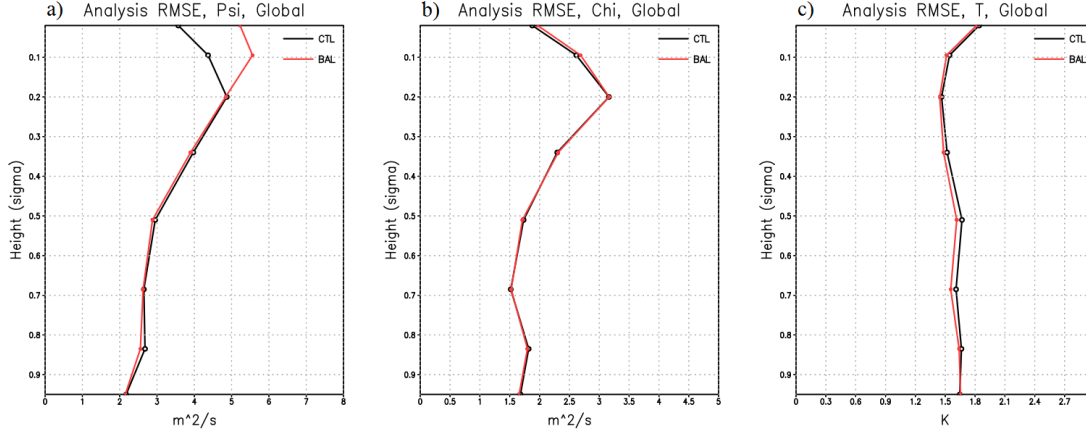 a) Analysis RMSE, Psi, Global
CTL
BAL
0.1
0.2
0.3
0.4
0.5
0.6
0.7
0.8
0.9
Height (sigma)
0 1 2 3 4 5 6 7 8
m^2/s
b) Analysis RMSE, Chi, Global
CTL
BAL
0.1
0.2
0.3
0.4
0.5
0.6
0.7
0.8
0.9
Height (sigma)
0 0.5 1 1.5 2 2.5 3 3.5 4 4.5 5
m^2/s
c) Analysis RMSE, T, Global
CTL
BAL
0.1
0.2
0.3
0.4
0.5
0.6
0.7
0.8
0.9
Height (sigma)
0 0.3 0.6 0.9 1.2 1.5 1.8 2.1 2.4 2.7
K